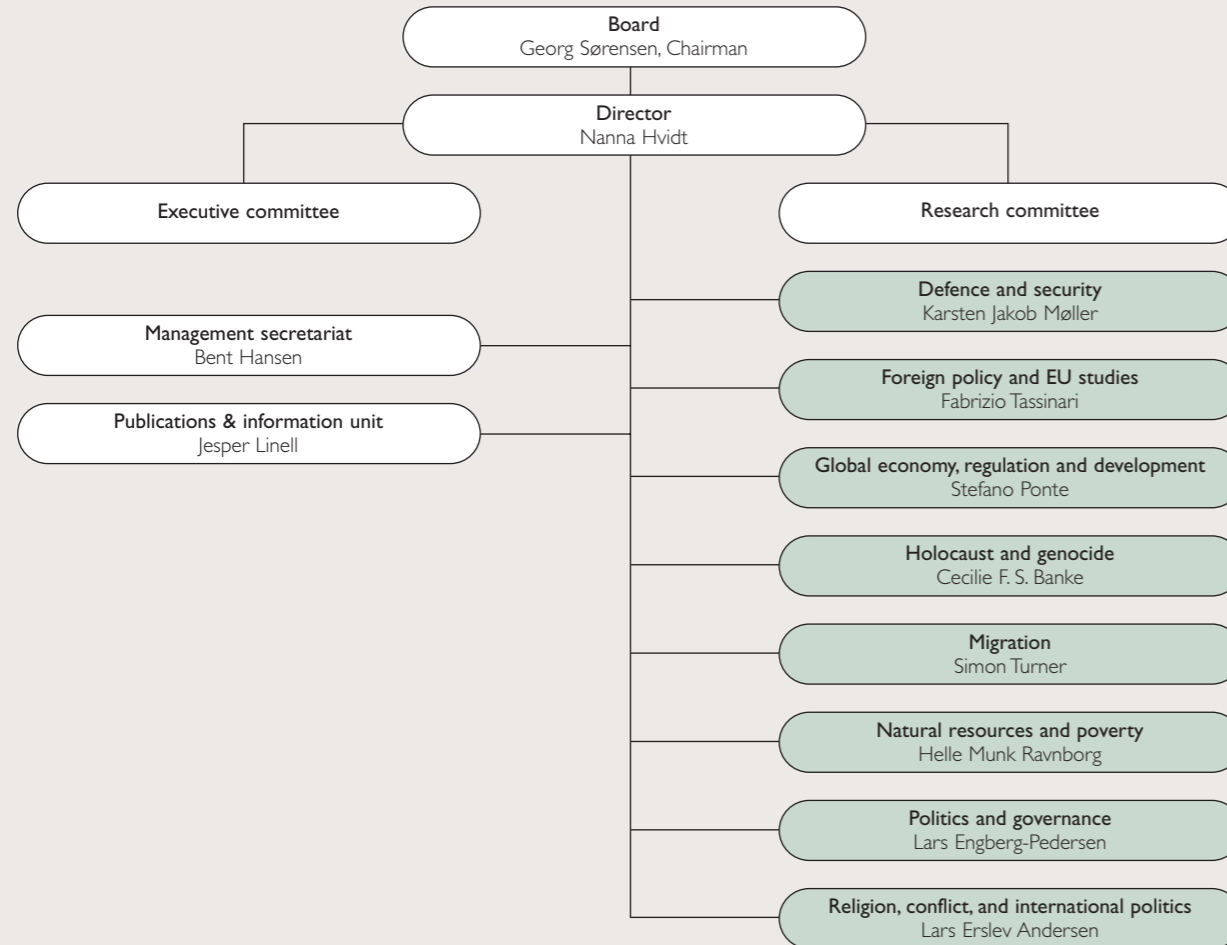 Board
Georg Sørensen, Chairman
Director
Nanna Hvidt
Executive committee
Research committee
Defence and security
Karsten Jakob Møller
Management secretariat
Bent Hansen
Foreign policy and EU studies
Fabrizio Tassinari
Publications & information unit
Jesper Linell
Global economy, regulation and development
Stefano Ponte
Holocaust and genocide
Cecilie F. S. Banke
Migration
Simon Turner
Natural resources and poverty
Helle Munk Ravnborg
Politics and governance
Lars Engberg-Pedersen
Religion, conflict, and international politics
Lars Erslev Andersen